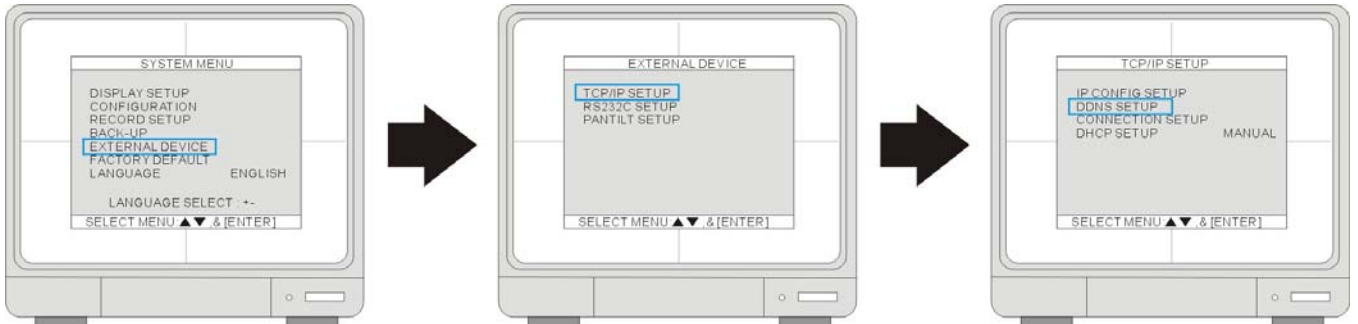 SYSTEM MENU
DISPLAY SETUP
CONFIGURATION
RECORD SETUP
BACK-UP
EXTERNAL DEVICE
FACTORY DEFAULT
LANGUAGE ENGLISH
LANGUAGE SELECT : +-
SELECT MENU:▲▼,& [ENTER]
EXTERNAL DEVICE
TCP/IP SETUP
RS232C SETUP
PANTILT SETUP
SELECT MENU:▲▼,& [ENTER]
TCP/IP SETUP
IP CONFIG SETUP
DDNS SETUP
CONNECTION SETUP
DHCP SETUP MANUAL
SELECT MENU:▲▼,& [ENTER]